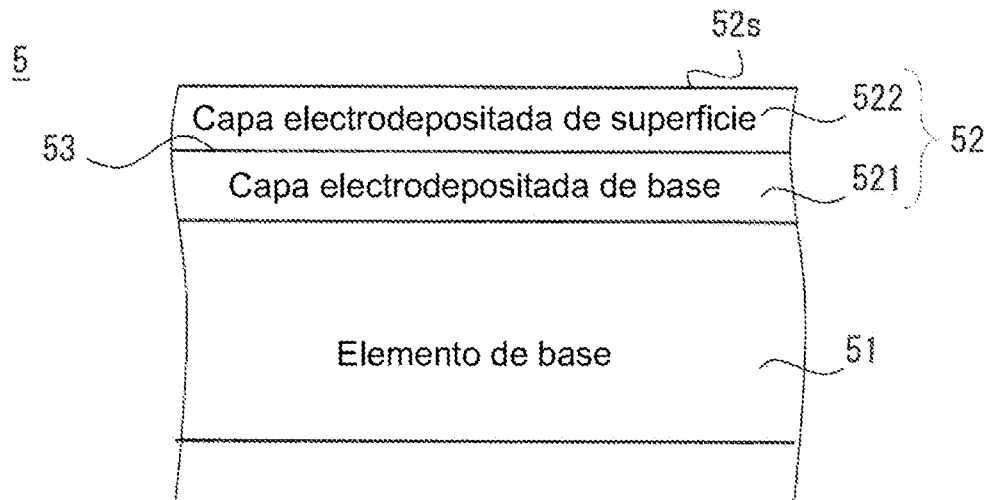 52s
5
Capa electrodepositada de superficie 522
53
52
Capa electrodepositada de base 521
Elemento de base 51